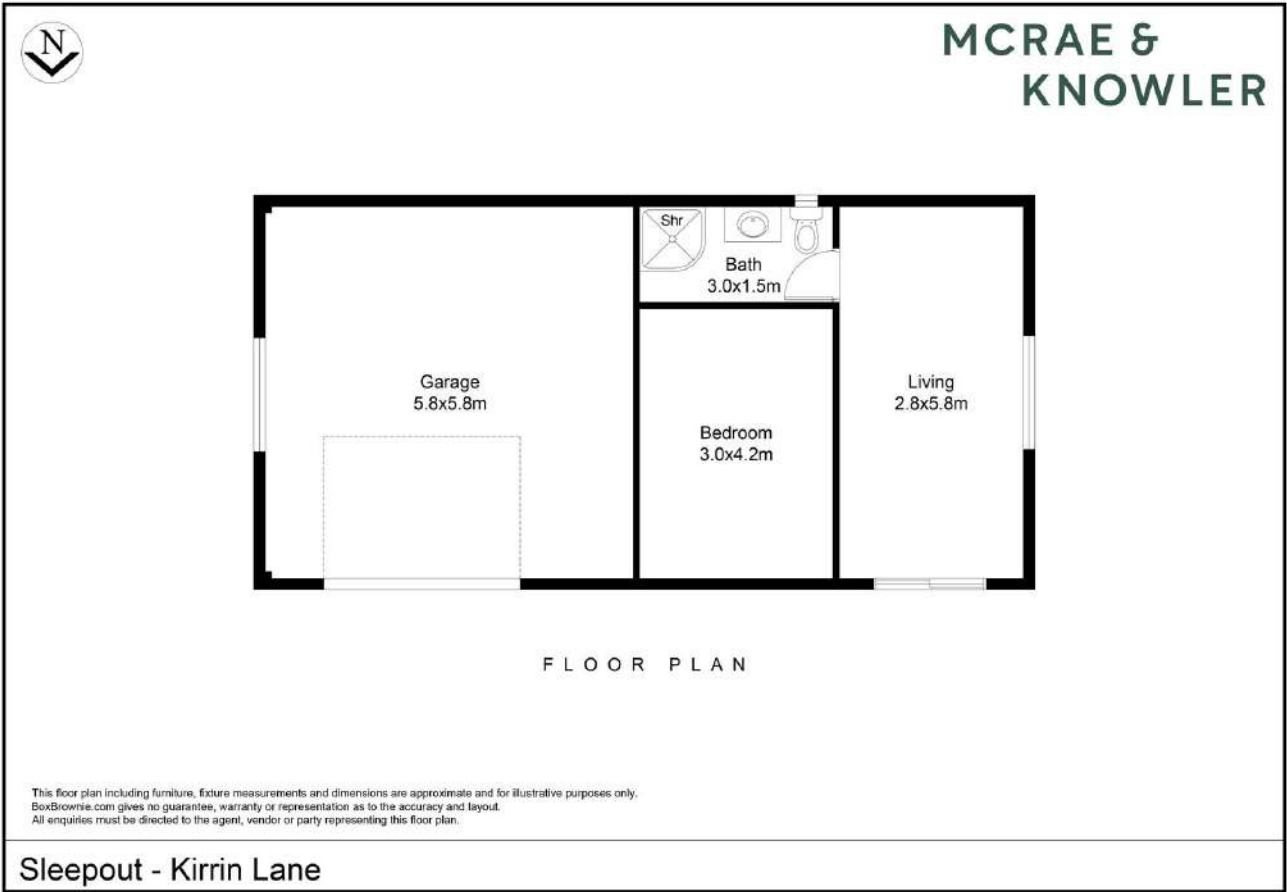 N
MCRAE &
KNOWLER
Shr
Bath
3.0x1.5m
Garage
5.8x5.8m
Living
2.8x5.8m
Bedroom
3.0x4.2m
FLOOR PLAN
This floor plan including furniture, fixture measurements and dimensions are approximate and for illustrative purposes only.
BoxBrownie.com gives no guarantee, warranty or representation as to the accuracy and layout.
All enquiries must be directed to the agent, vendor or party representing this floor plan.
Sleepout - Kirrin Lane